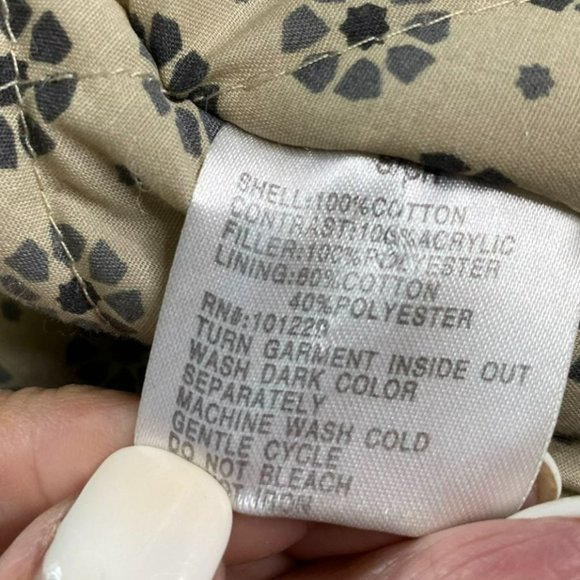 SHELL:100%COTTON
CONTRAST:100%ACRYLIC
FILLER:100%POLYESTER
LINING:60%COTTON
40%POLYESTER
RN#:101220
TURN GARMENT INSIDE OUT
WASH DARK COLOR
SEPARATELY
MACHINE WASH COLD
GENTLE CYCLE
DO NOT BLEACH
IRON